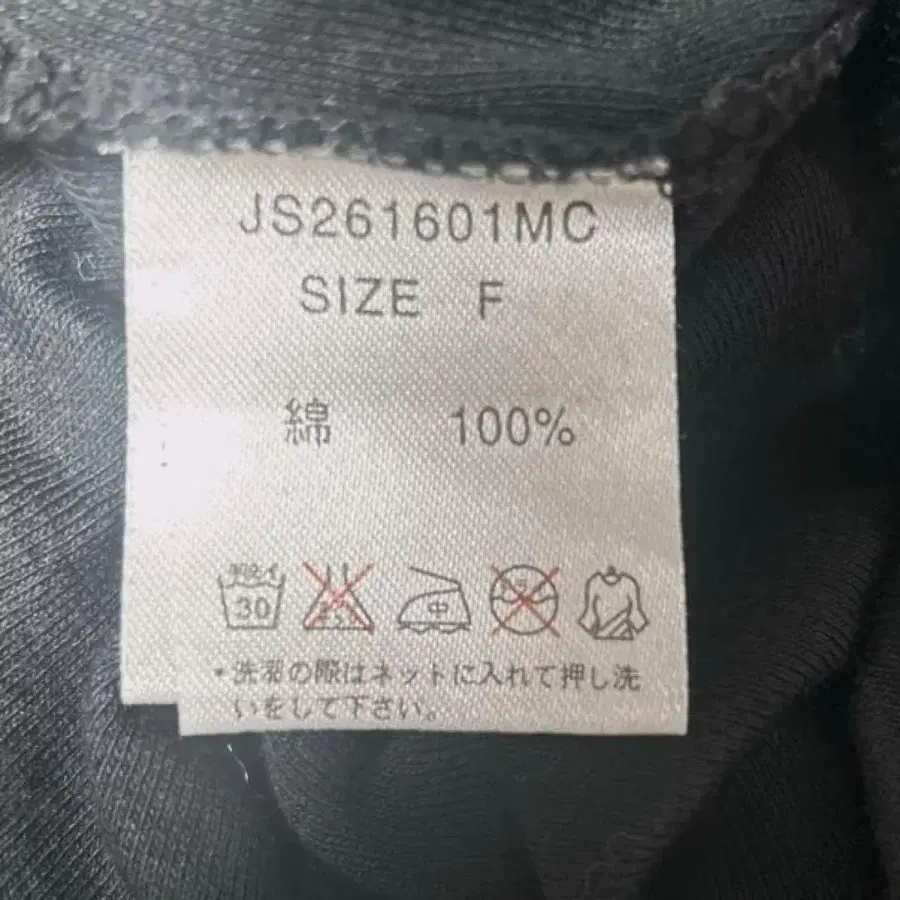 JS261601MC
SIZE F
綿 100%
30 中
・洗濯の際はネットに入れて押し洗
いをして下さい。